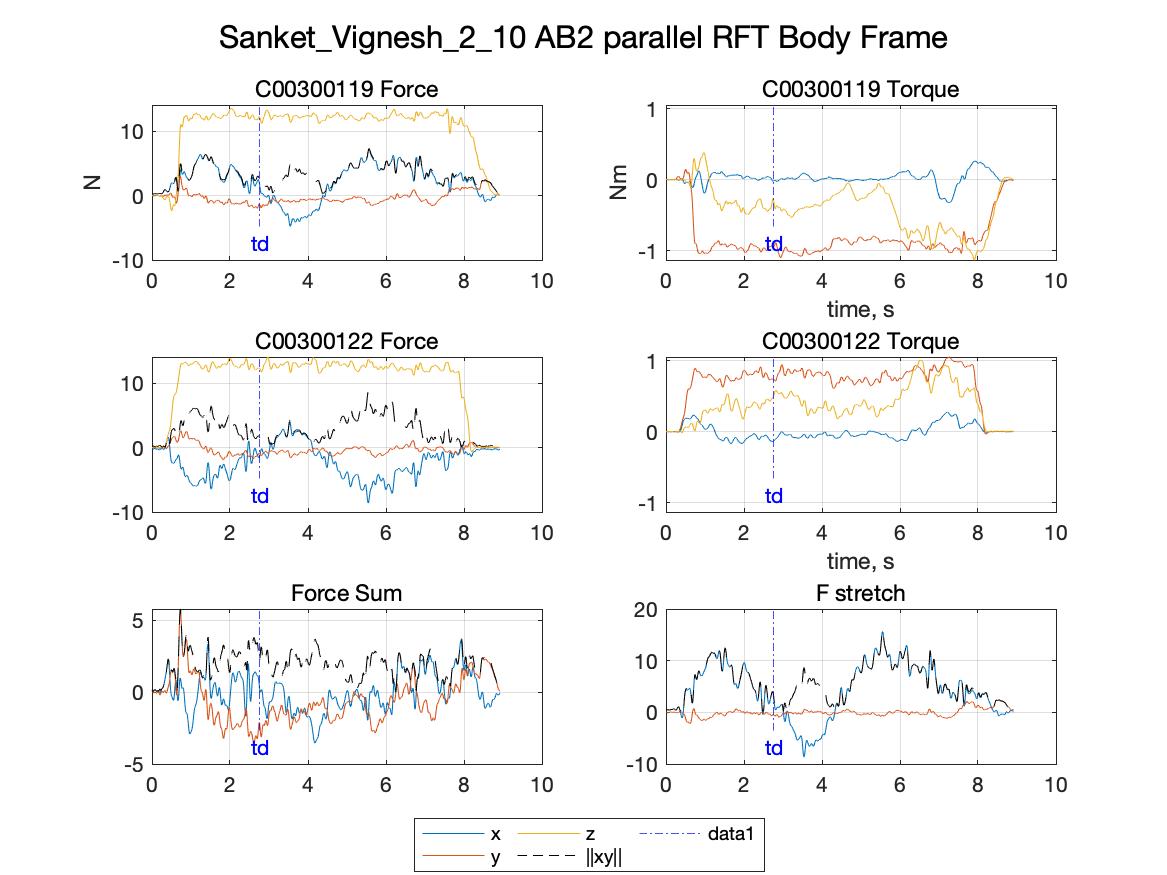 Sanket_Vignesh_2_10 AB2 parallel RFT Body Frame
C00300119 Force
N
10
0
-10
td
0 2 4 6 8 10
C00300119 Torque
Nm
1
0
-1
td
0 2 4 6 8 10
time, s
C00300122 Force
10
0
-10
td
0 2 4 6 8 10
C00300122 Torque
1
0
-1
td
0 2 4 6 8 10
time, s
Force Sum
5
0
-5
td
0 2 4 6 8 10
F stretch
20
10
0
-10
td
0 2 4 6 8 10
x z data1
y ||xy||